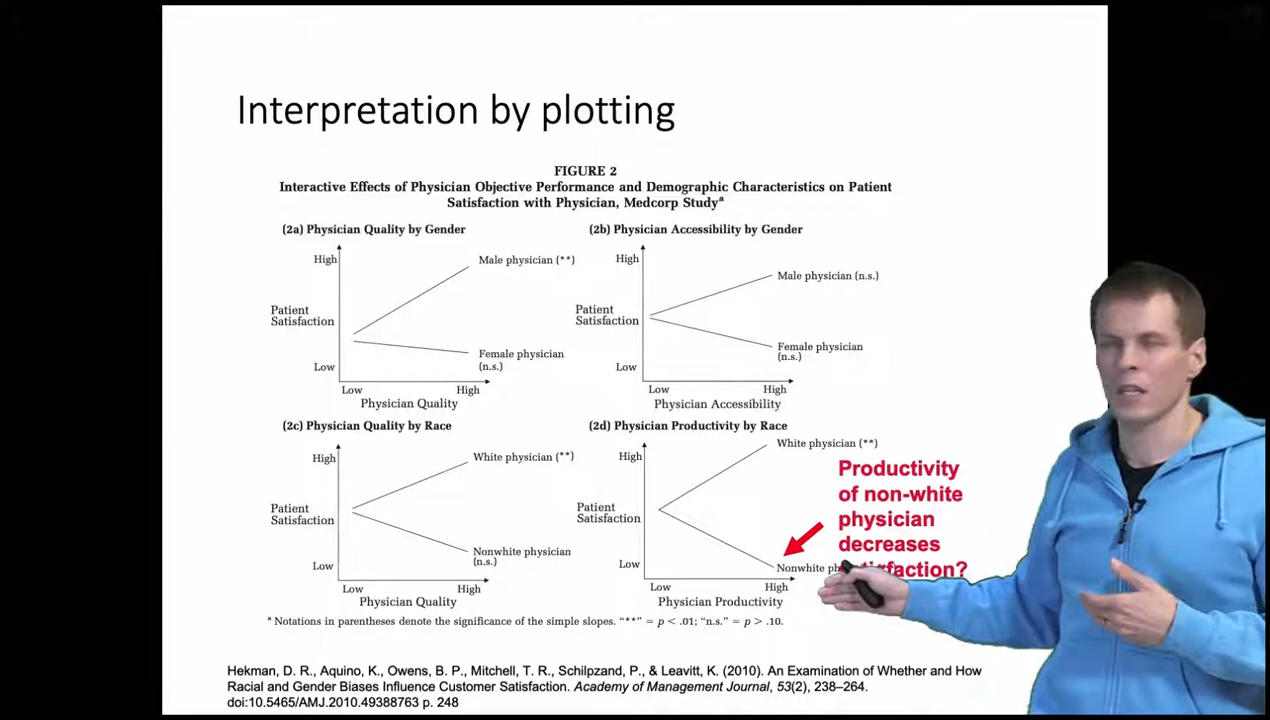 Interpretation by plotting
FIGURE 2
Interactive Effects of Physician Objective Performance and Demographic Characteristics on Patient
Satisfaction with Physician, Medcorp Studyᵃ
(2a) Physician Quality by Gender
High
Male physician (**)
Patient
Satisfaction
Female physician
(n.s.)
Low
Low
High
Physician Quality
(2b) Physician Accessibility by Gender
High
Male physician (n.s.)
Patient
Satisfaction
Female physician
(n.s.)
Low
Low
High
Physician Accessibility
(2c) Physician Quality by Race
High
White physician (**)
Patient
Satisfaction
Nonwhite physician
(n.s.)
Low
Low
High
Physician Quality
(2d) Physician Productivity by Race
High
White physician (**)
Patient
Satisfaction
Low
Nonwhite
Low
High
Physician Productivity
Productivity
of non-white
physician
decreases
satisfaction?
ᵃ Notations in parentheses denote the significance of the simple slopes. “**” = p < .01; “n.s.” = p > .10.
Hekman, D. R., Aquino, K., Owens, B. P., Mitchell, T. R., Schilpzand, P., & Leavitt, K. (2010). An Examination of Whether and How
Racial and Gender Biases Influence Customer Satisfaction. Academy of Management Journal, 53(2), 238–264.
doi:10.5465/AMJ.2010.49388763 p. 248